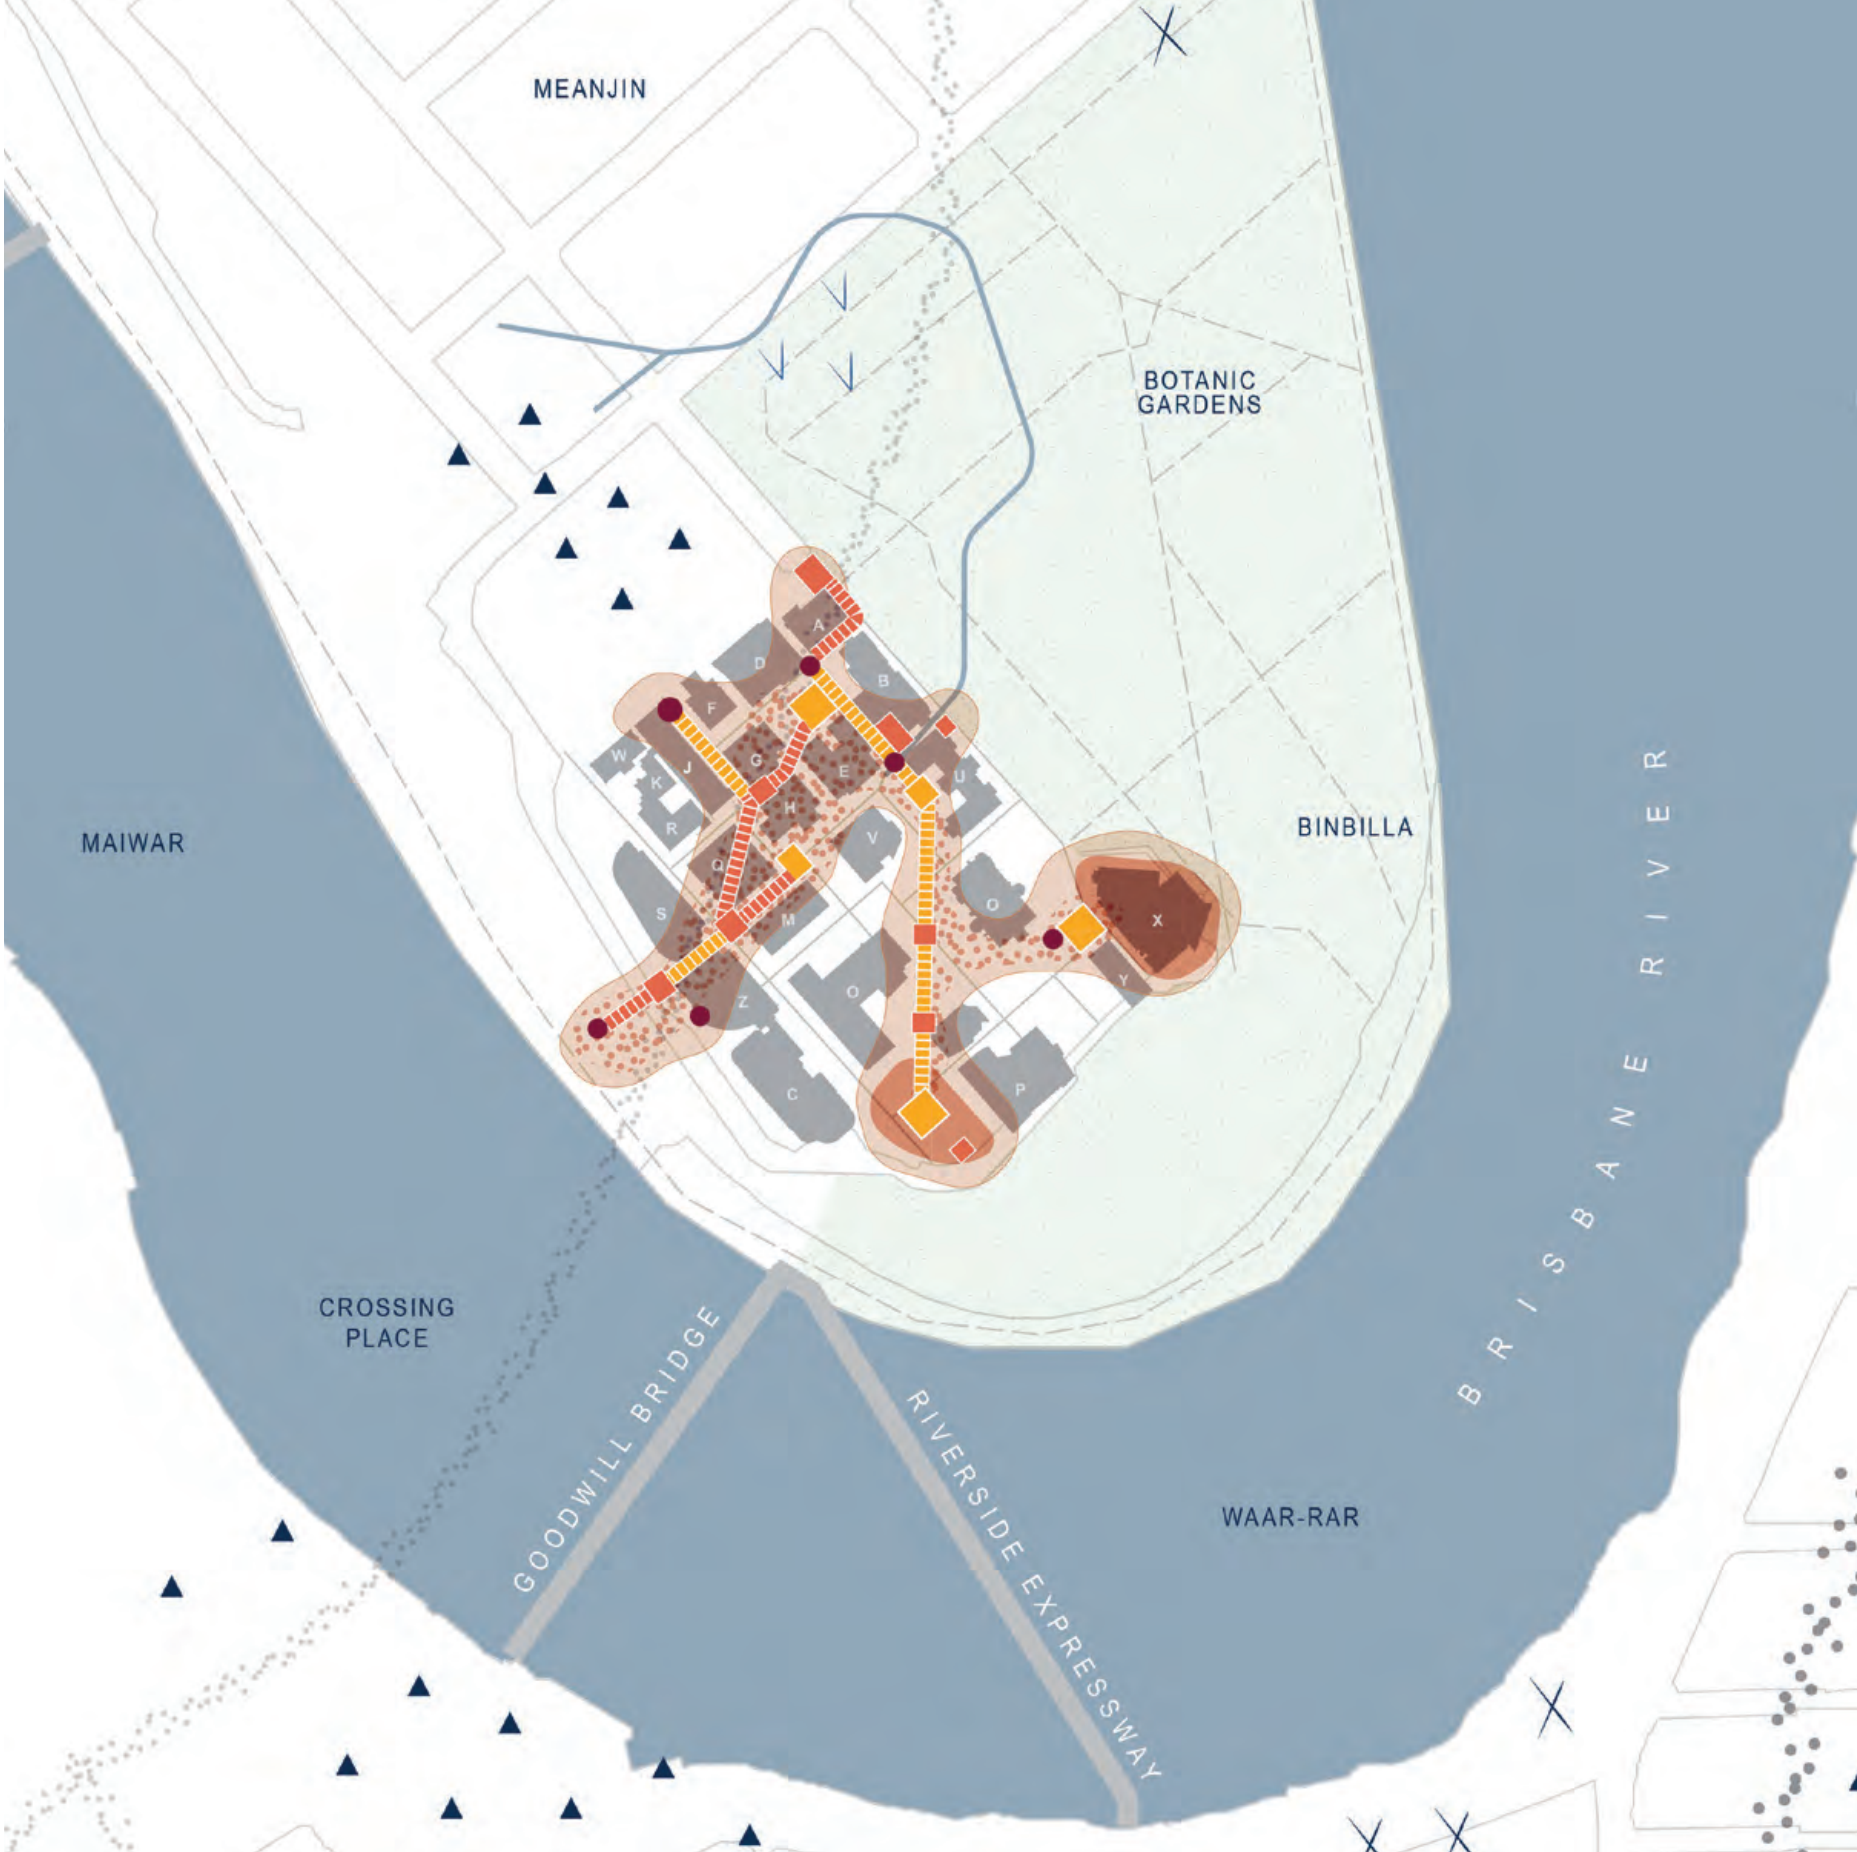 MEANJIN
BOTANIC
GARDENS
A
D
B
F
W
G
J
E
U
K
H
R
V
Q
S
M
O
X
Y
O
Z
P
C
MAIWAR
BINBILLA
BRISBANE RIVER
CROSSING
PLACE
GOODWILL BRIDGE
RIVERSIDE EXPRESSWAY
WAAR-RAR